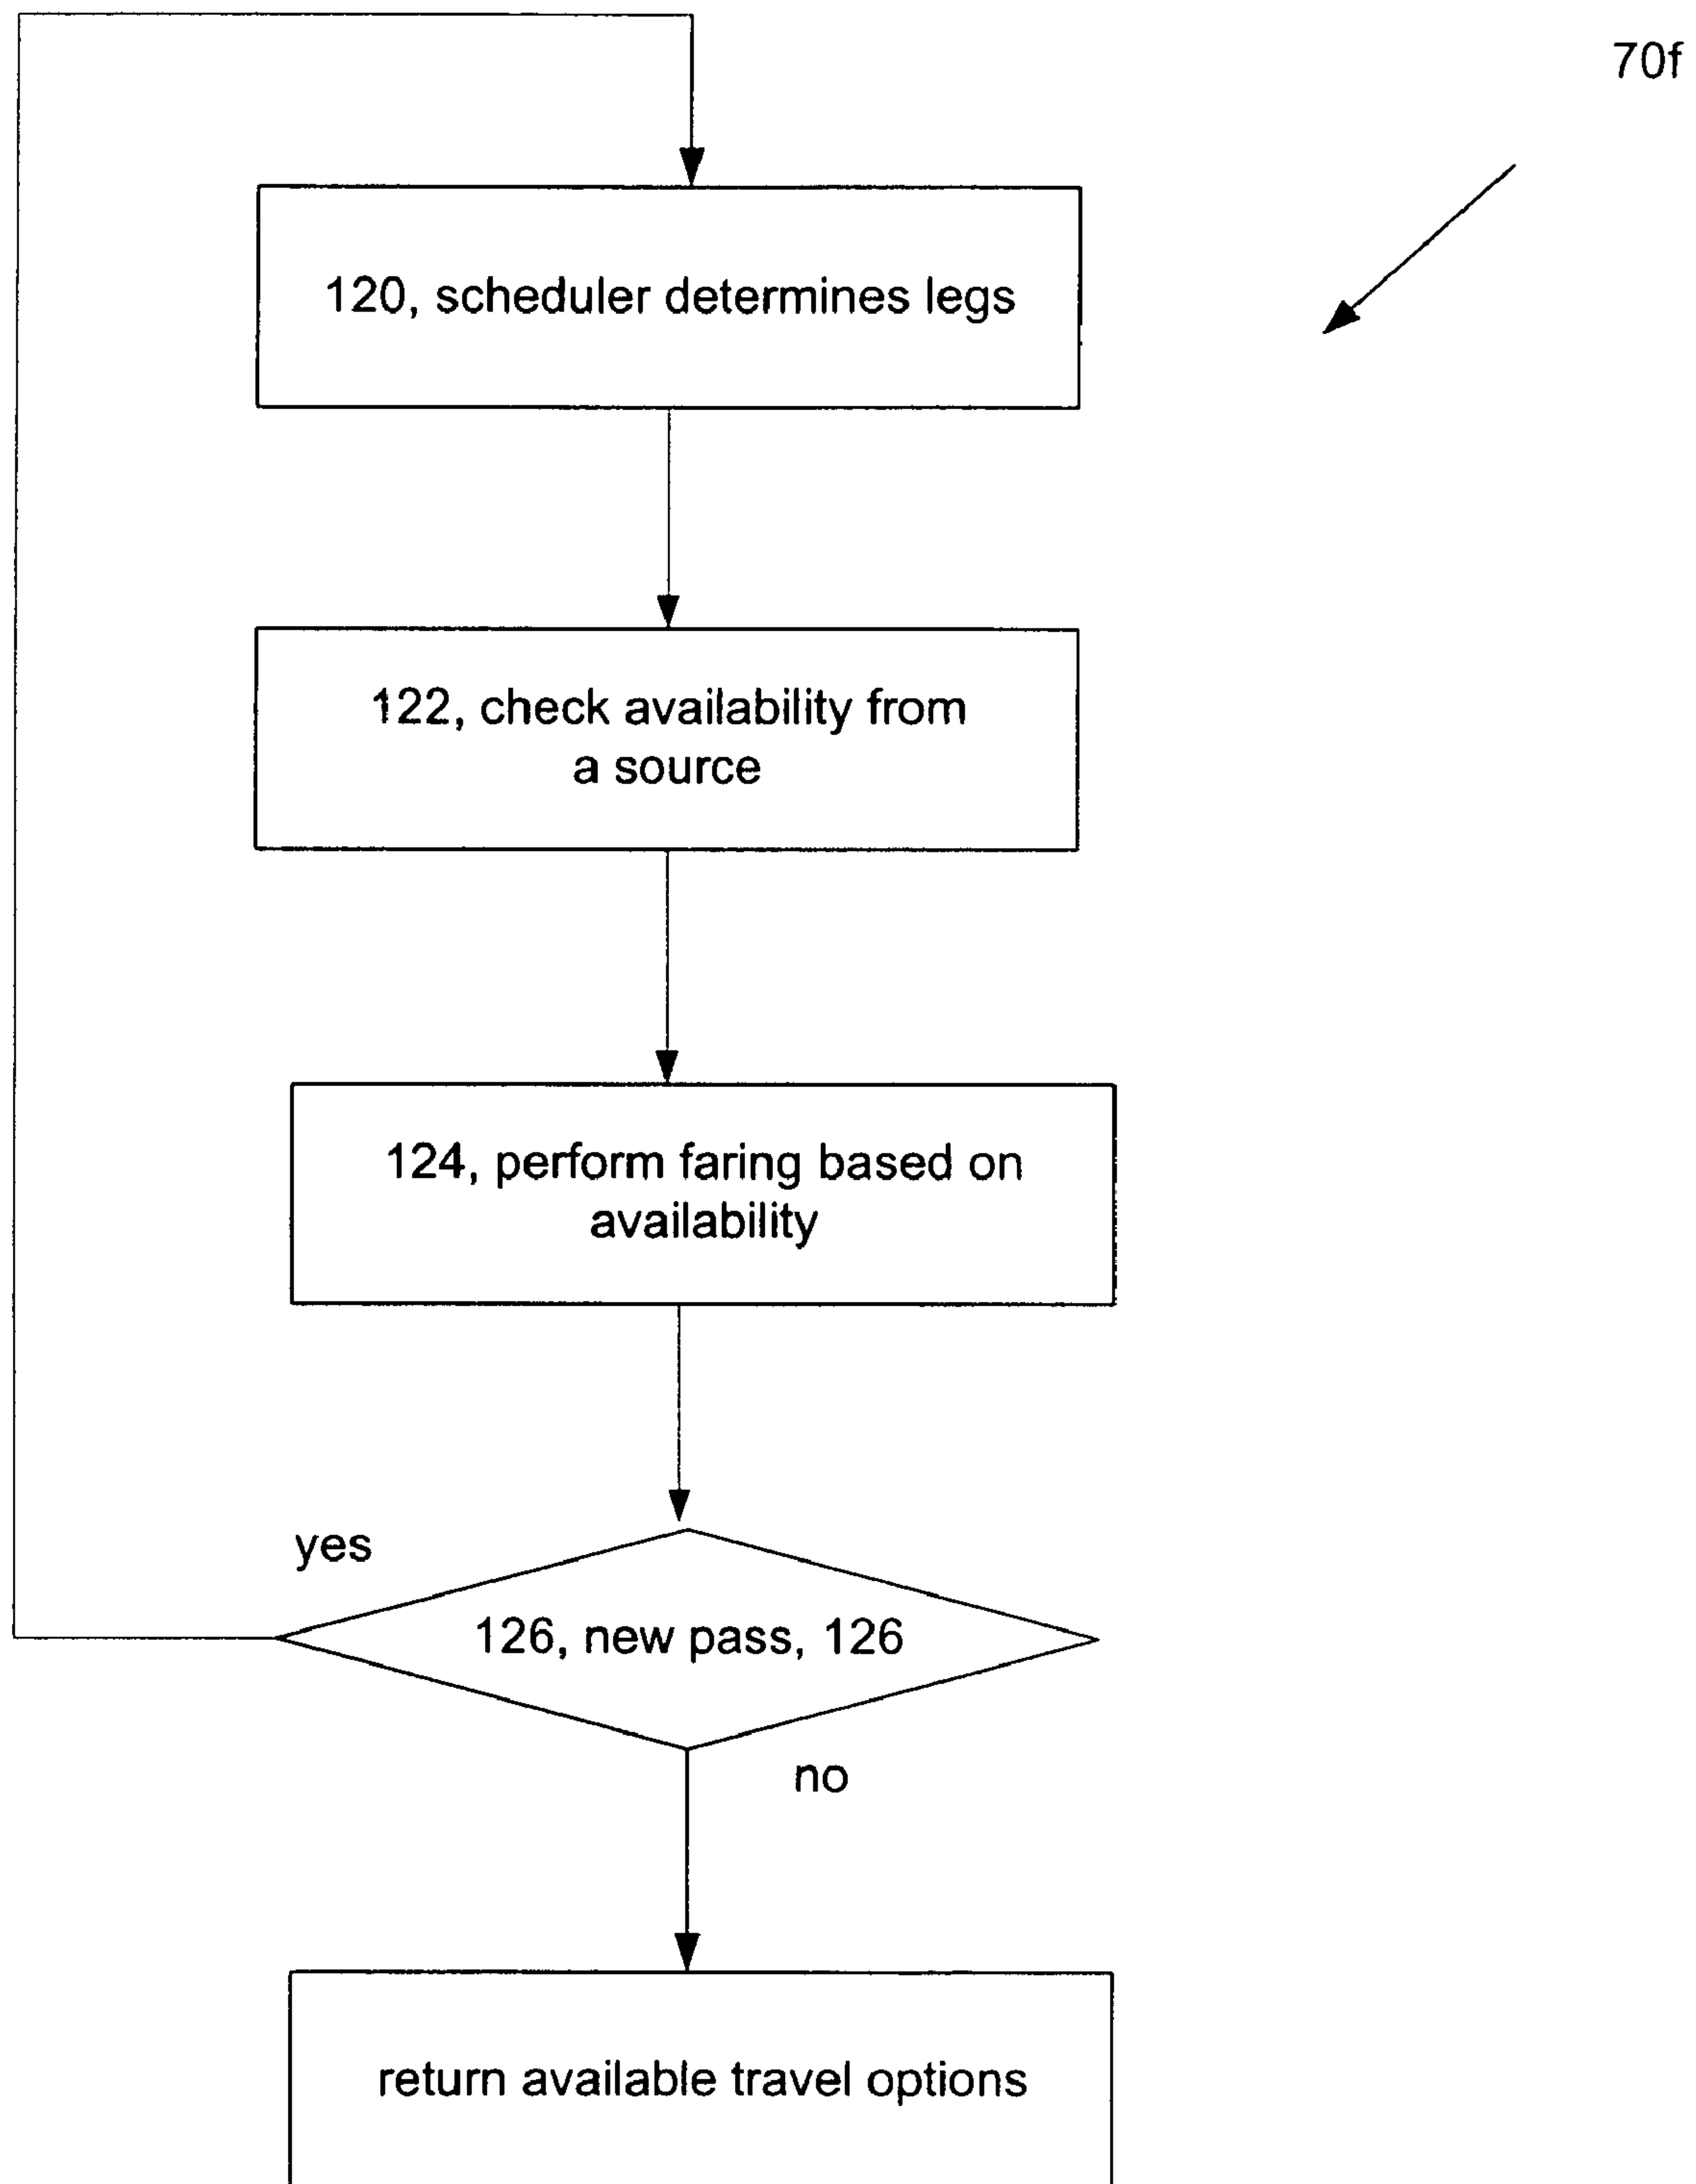 70f
120, scheduler determines legs
122, check availability from
a source
124, perform faring based on
availability
yes
126, new pass, 126
no
return available travel options